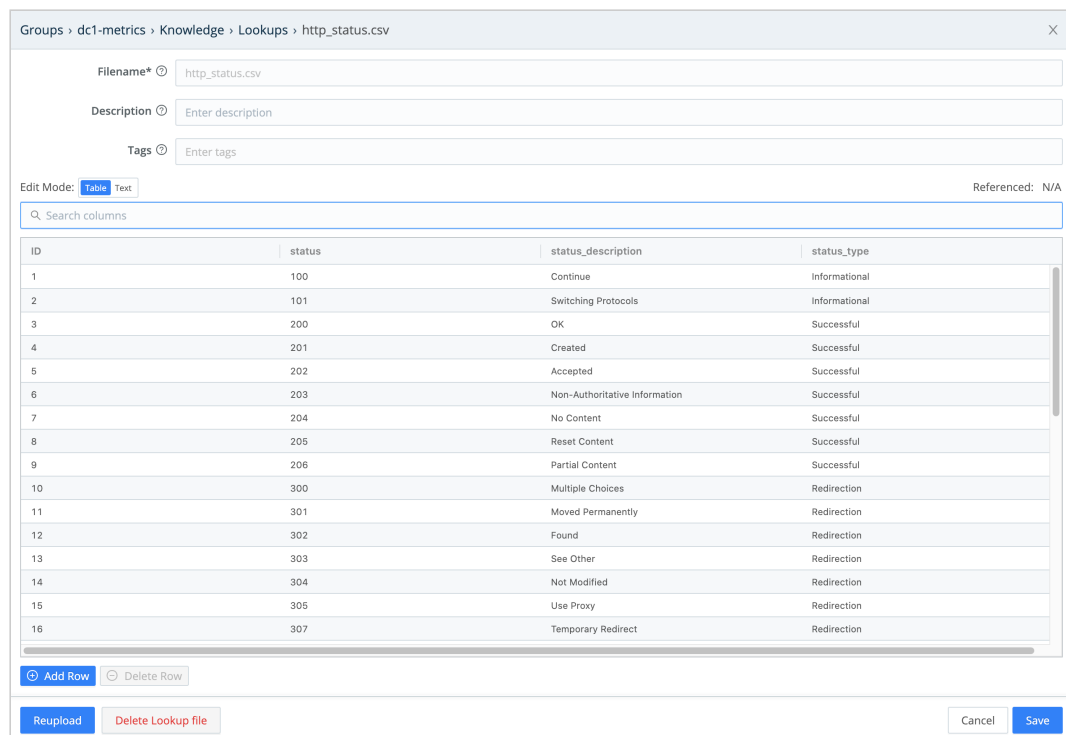 Groups › dc1-metrics › Knowledge › Lookups › http_status.csv
Filename* http_status.csv
Description Enter description
Tags Enter tags
Edit Mode: Table Text Referenced: N/A
Search columns
ID status status_description status_type
1 100 Continue Informational
2 101 Switching Protocols Informational
3 200 OK Successful
4 201 Created Successful
5 202 Accepted Successful
6 203 Non-Authoritative Information Successful
7 204 No Content Successful
8 205 Reset Content Successful
9 206 Partial Content Successful
10 300 Multiple Choices Redirection
11 301 Moved Permanently Redirection
12 302 Found Redirection
13 303 See Other Redirection
14 304 Not Modified Redirection
15 305 Use Proxy Redirection
16 307 Temporary Redirect Redirection
Add Row Delete Row
Reupload Delete Lookup file Cancel Save